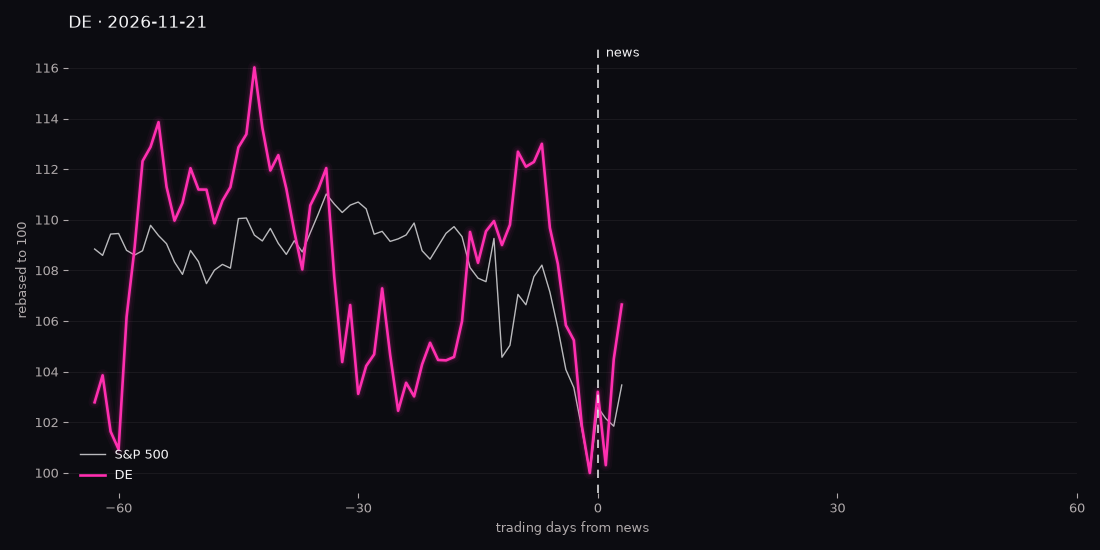 DE · 2026-11-21
news
116
114
112
110
108
106
104
102
100
rebased to 100
S&P 500
DE
−60
−30
0
30
60
trading days from news